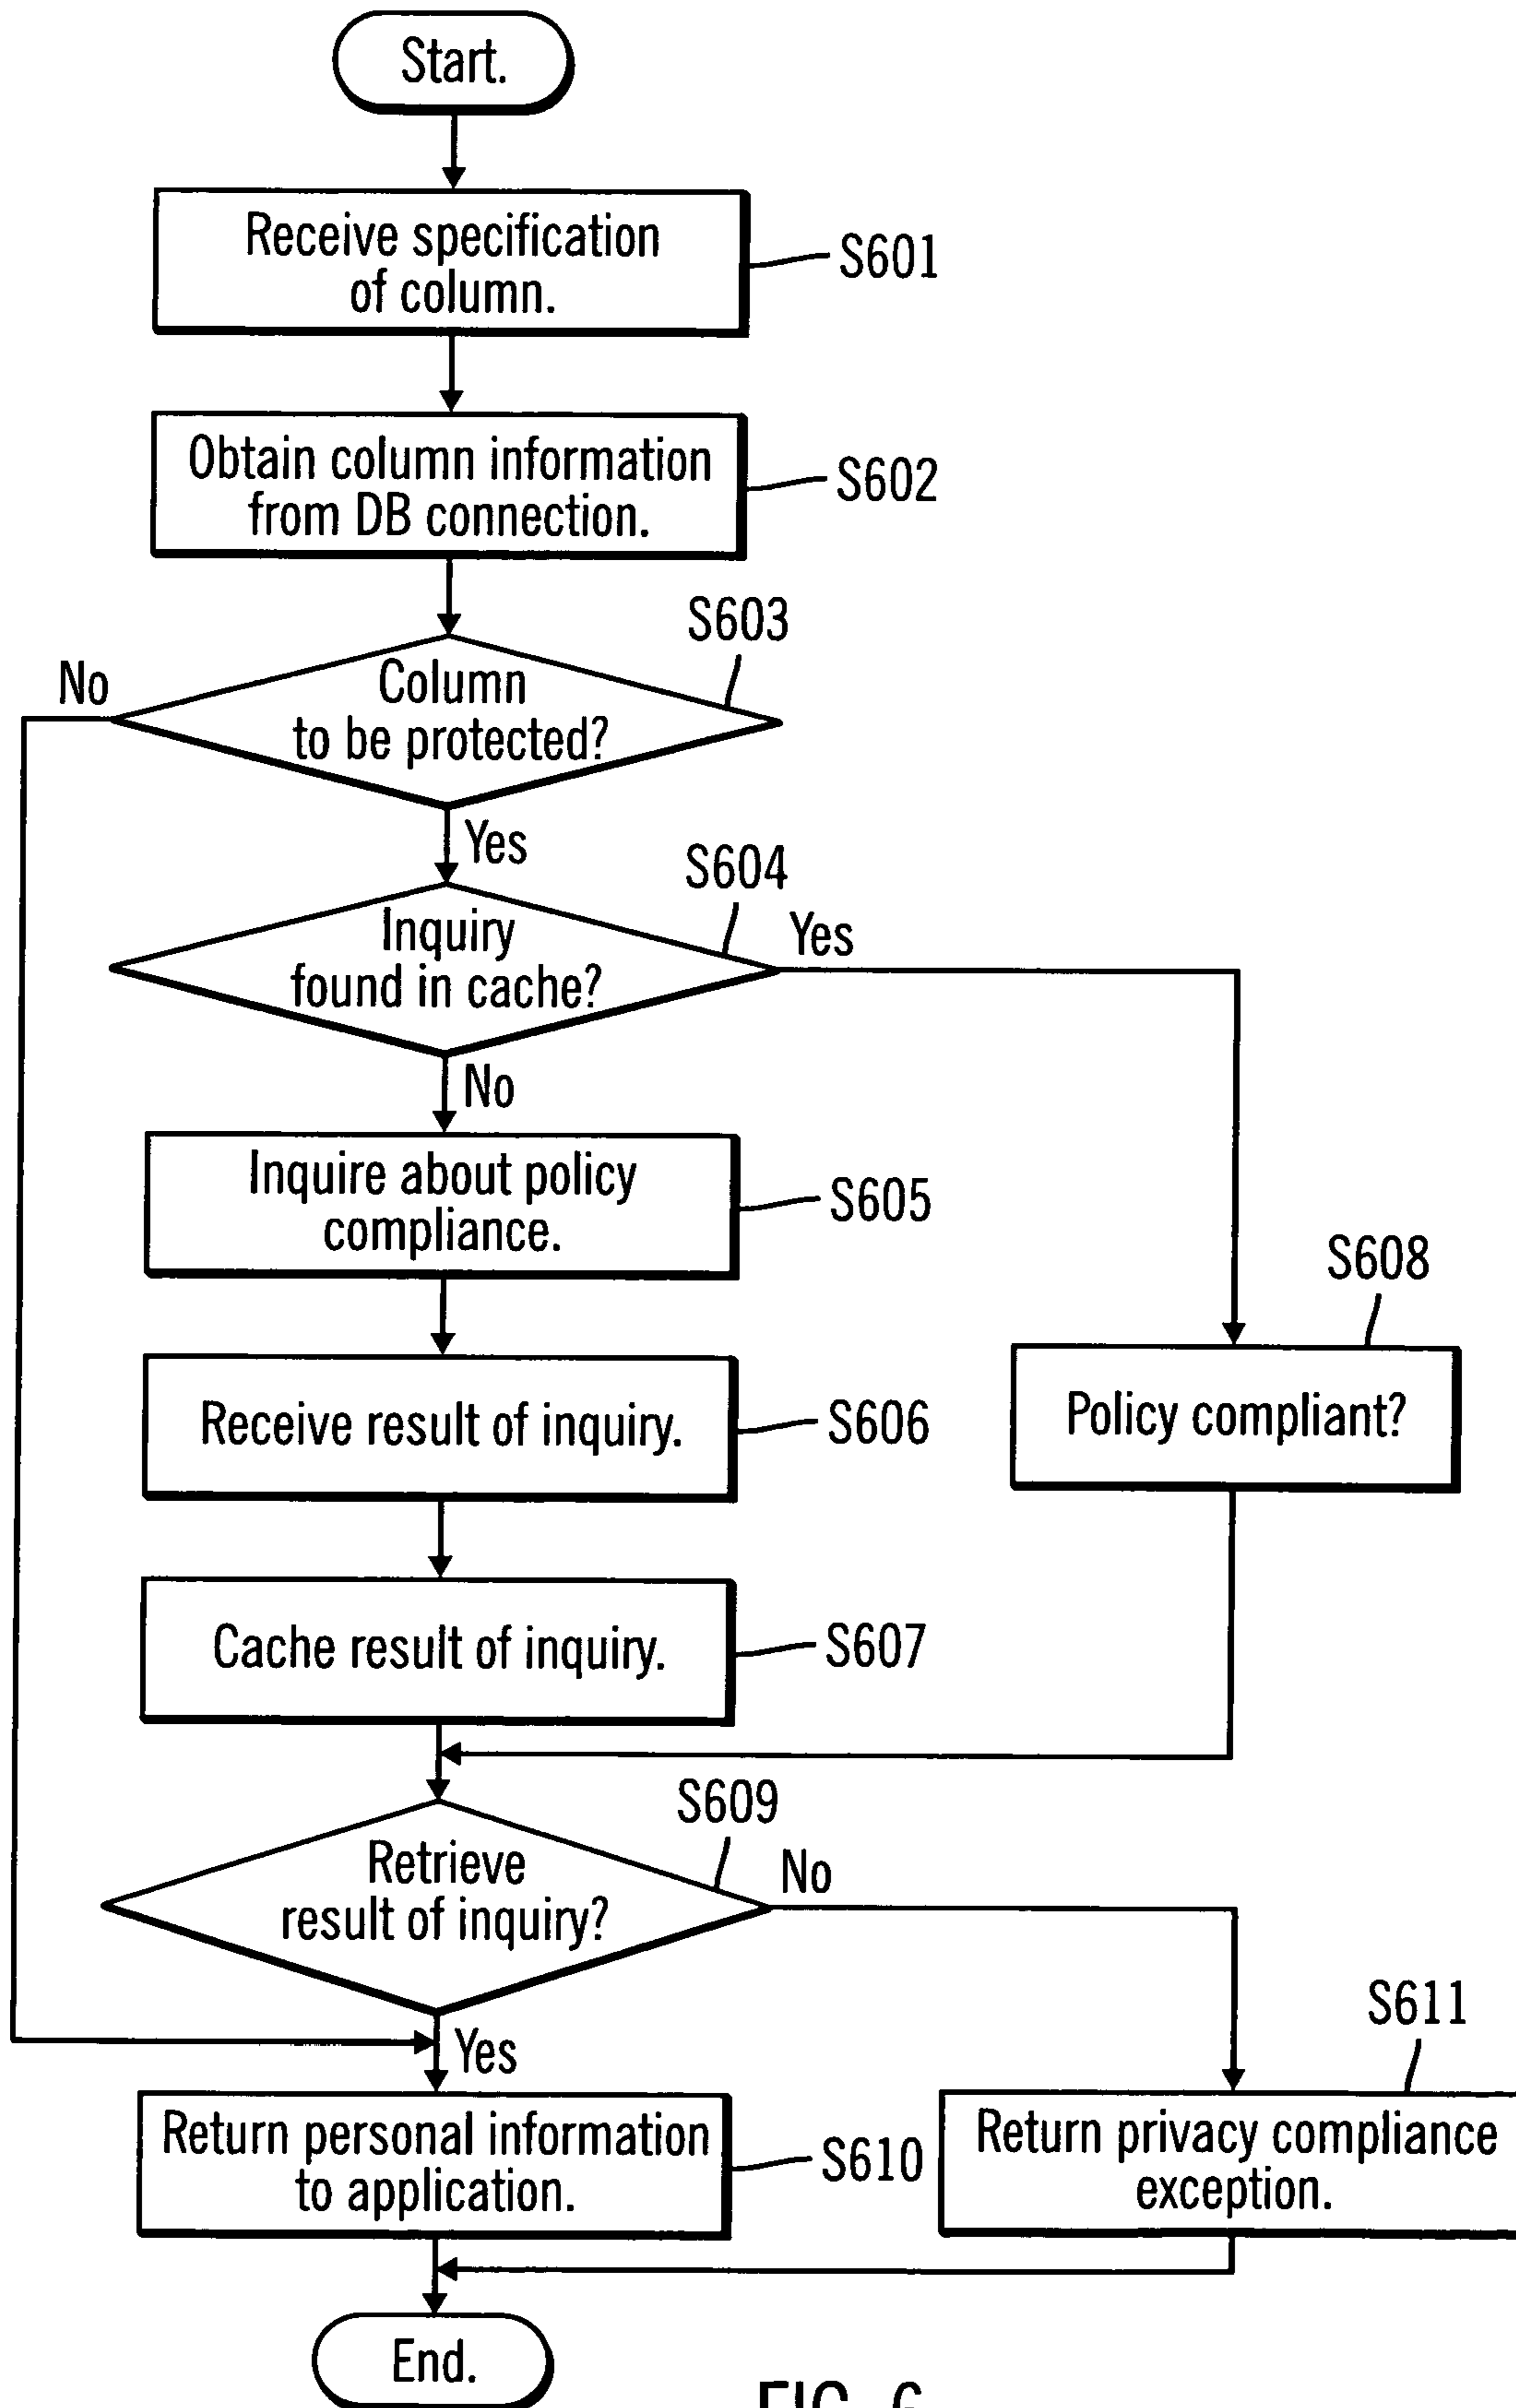 Start.
Receive specification
of column.
S601
Obtain column information
from DB connection.
S602
S603
No
Column
to be protected?
Yes
S604
Inquiry
found in cache?
Yes
No
Inquire about policy
compliance.
S605
S608
Policy compliant?
Receive result of inquiry.
S606
Cache result of inquiry.
S607
S609
Retrieve
result of inquiry?
No
S611
Yes
Return personal information
to application.
S610
Return privacy compliance
exception.
End.
FIG. 6